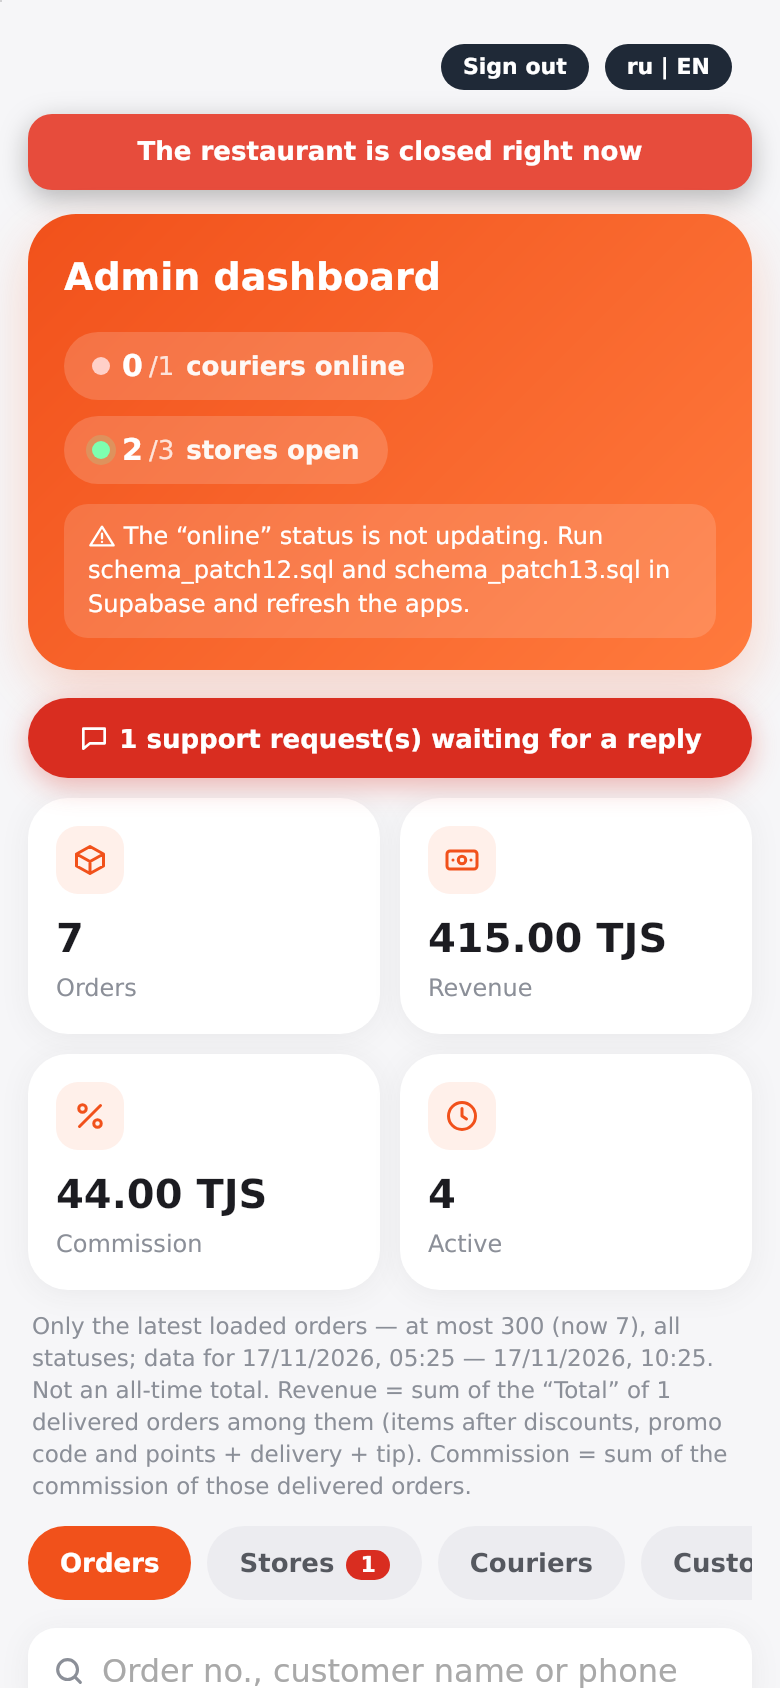 Sign out
ru | EN
The restaurant is closed right now
Admin dashboard
0 /1 couriers online
2 /3 stores open
The “online” status is not updating. Run
schema_patch12.sql and schema_patch13.sql in
Supabase and refresh the apps.
1 support request(s) waiting for a reply
7
Orders
415.00 TJS
Revenue
44.00 TJS
Commission
4
Active
Only the latest loaded orders — at most 300 (now 7), all
statuses; data for 17/11/2026, 05:25 — 17/11/2026, 10:25.
Not an all-time total. Revenue = sum of the “Total” of 1
delivered orders among them (items after discounts, promo
code and points + delivery + tip). Commission = sum of the
commission of those delivered orders.
Orders
Stores 1
Couriers
Custo
Order no., customer name or phone